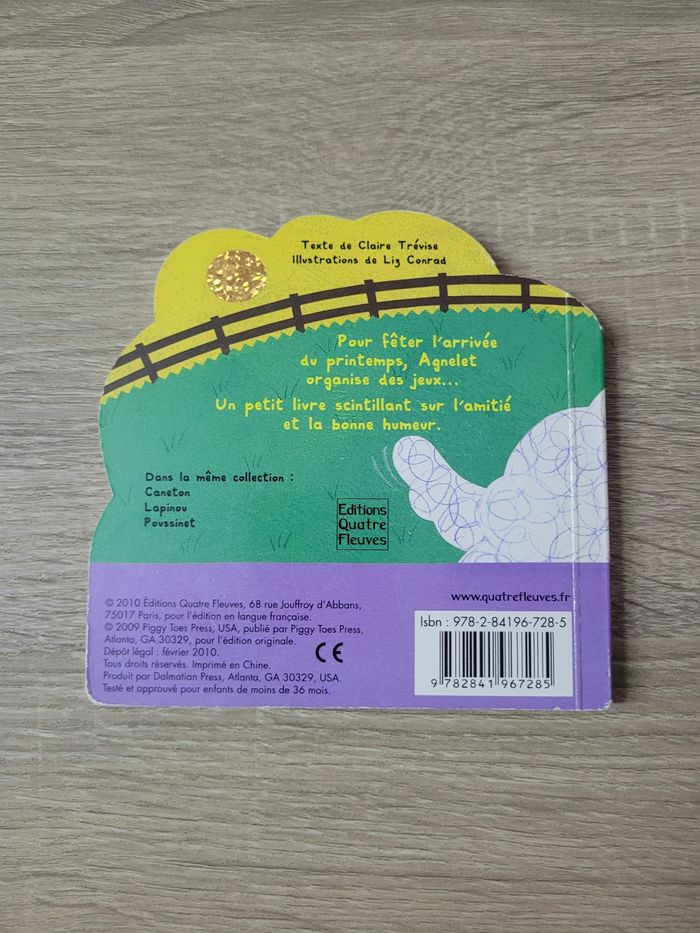 Texte de Claire Trévise
Illustrations de Liz Conrad
Pour fêter l'arrivée
du printemps, Agnelet
organise des jeux...
Un petit livre scintillant sur l'amitié
et la bonne humeur.
Dans la même collection :
Caneton
Lapinou
Poussinet
Editions
Quatre
Fleuves
© 2010 Éditions Quatre Fleuves, 68 rue Jouffroy d'Abbans,
75017 Paris, pour l'édition en langue française.
© 2009 Piggy Toes Press, USA, publié par Piggy Toes Press,
Atlanta, GA 30329, pour l'édition originale.
Dépôt légal : février 2010.
Tous droits réservés. Imprimé en Chine.
Produit par Dalmatian Press, Atlanta, GA 30329, USA.
Testé et approuvé pour enfants de moins de 36 mois.
CE
www.quatrefleuves.fr
Isbn : 978-2-84196-728-5
9 782841 967285